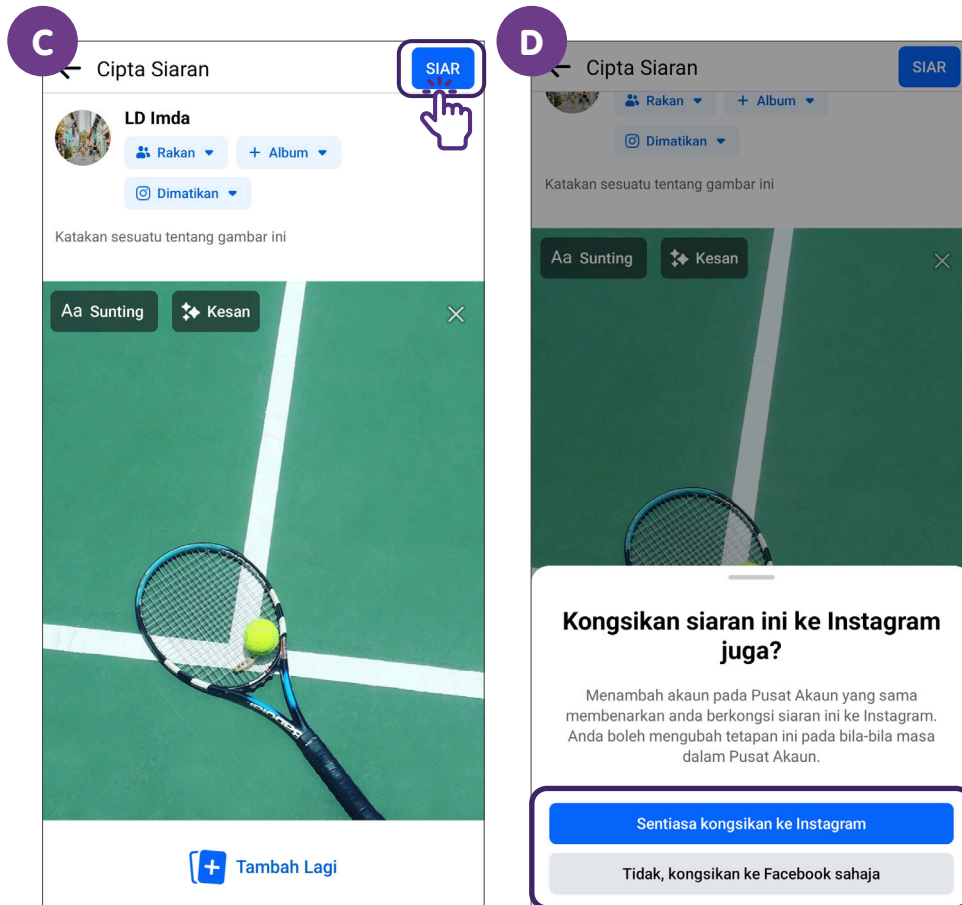 C
Cipta Siaran
SIAR
LD Imda
Rakan
+ Album
Dimatikan
Katakan sesuatu tentang gambar ini
Aa Sunting
Kesan
Tambah Lagi
D
Cipta Siaran
SIAR
Rakan
+ Album
Dimatikan
Katakan sesuatu tentang gambar ini
Aa Sunting
Kesan
Kongsikan siaran ini ke Instagram
juga?
Menambah akaun pada Pusat Akaun yang sama
membenarkan anda berkongsi siaran ini ke Instagram.
Anda boleh mengubah tetapan ini pada bila-bila masa
dalam Pusat Akaun.
Sentiasa kongsikan ke Instagram
Tidak, kongsikan ke Facebook sahaja